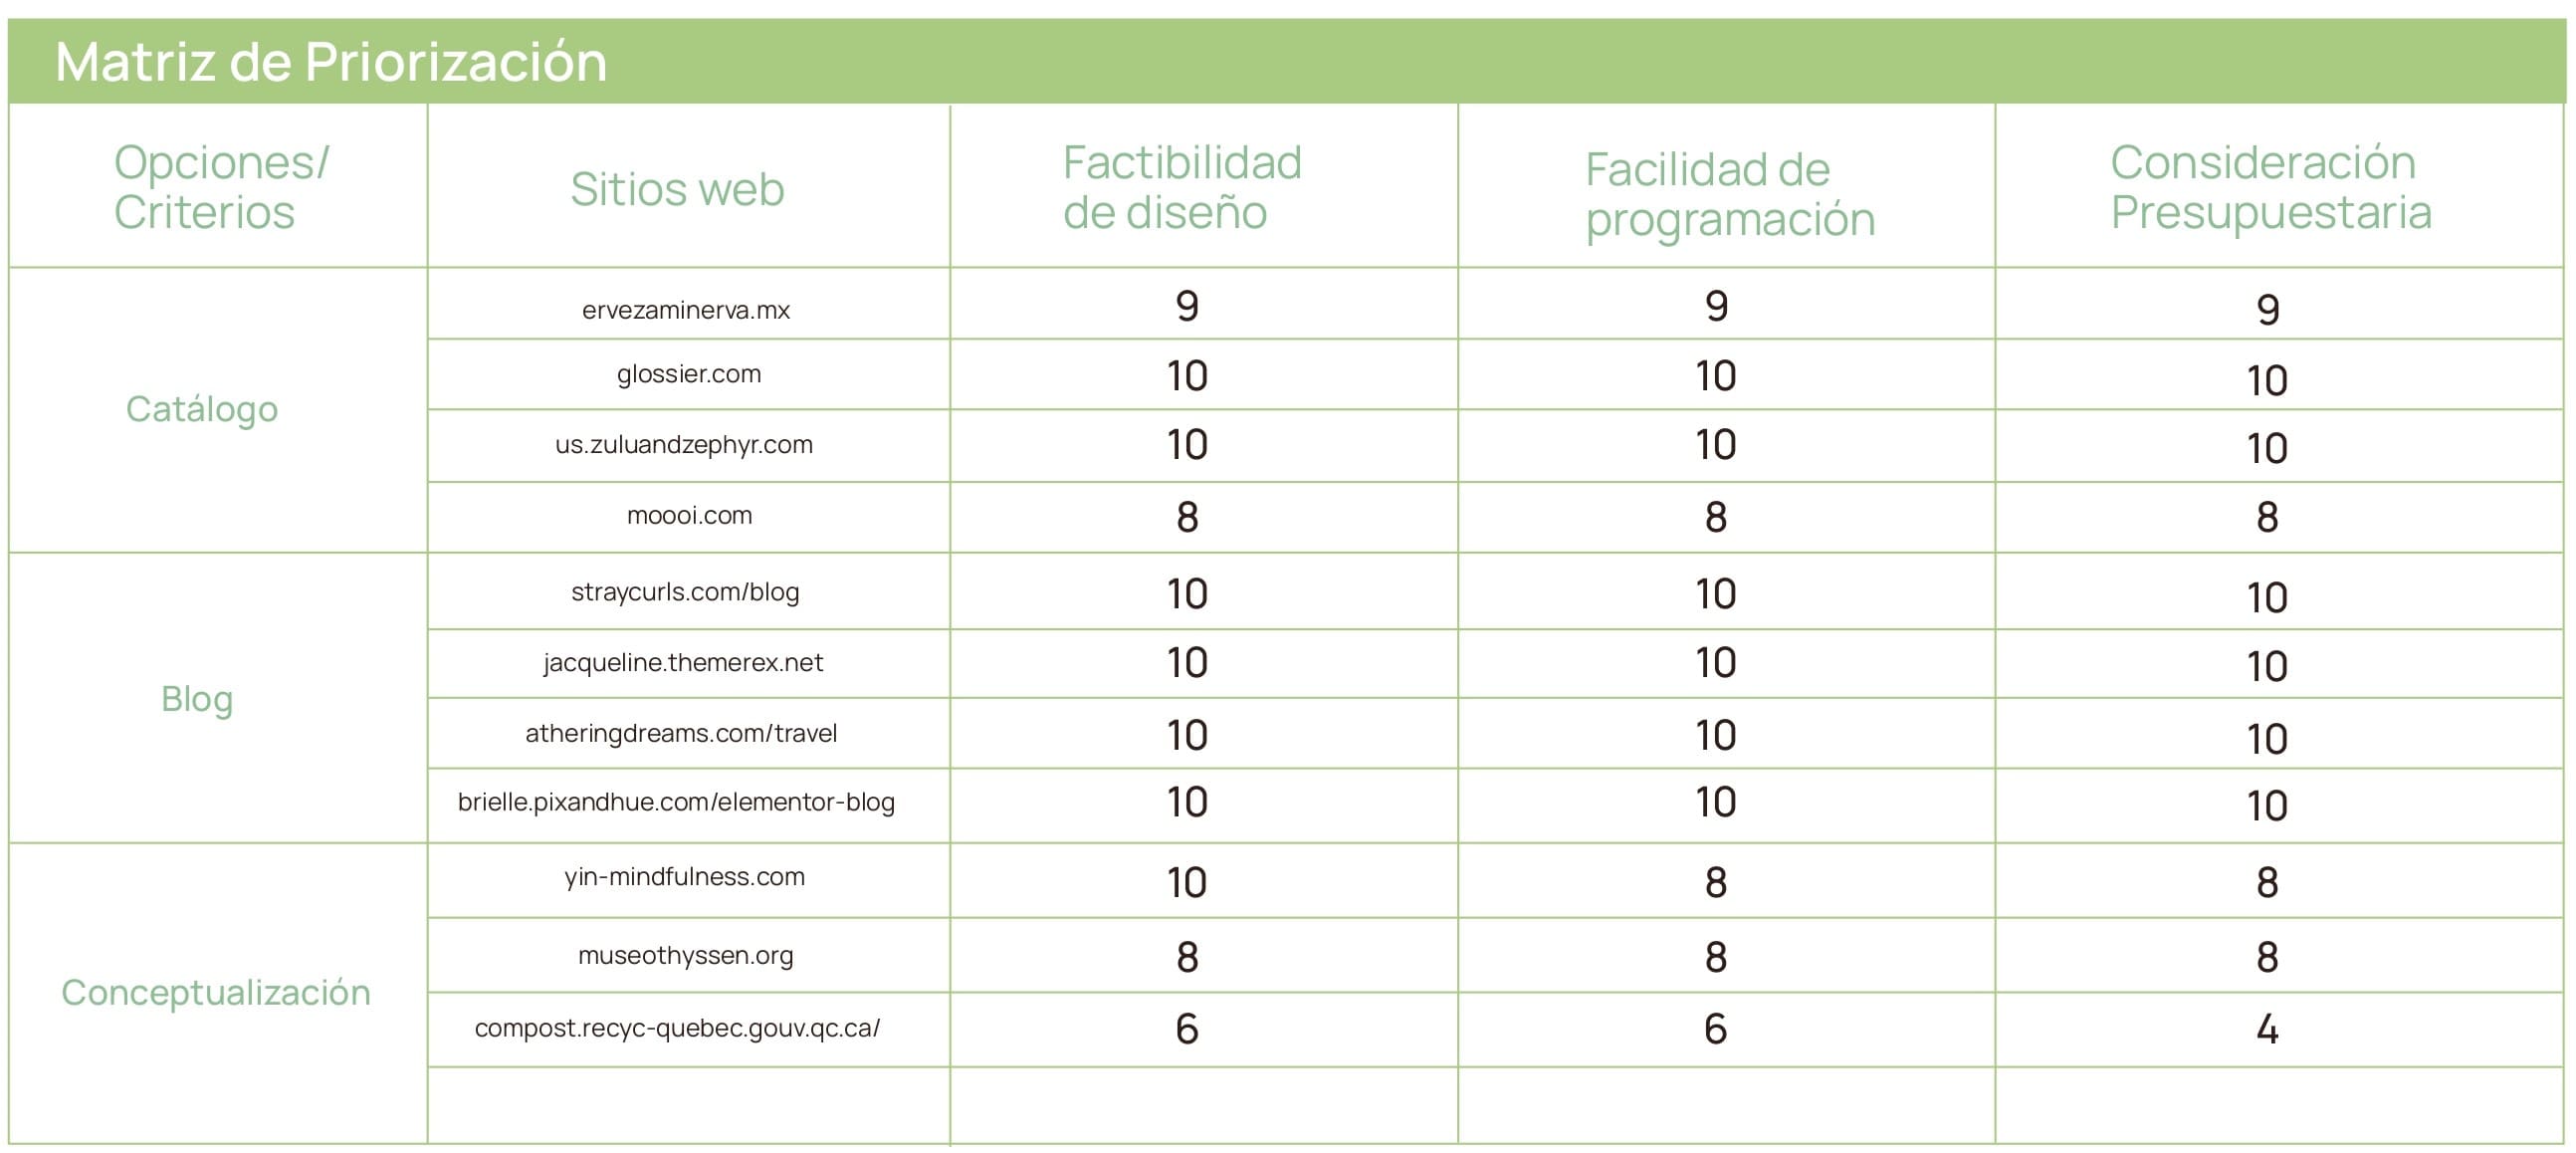 Matriz de Priorización
Opciones/
Criterios
Sitios web
Factibilidad
de diseño
Facilidad de
programación
Consideración
Presupuestaria
Catálogo
ervezaminerva.mx
9
9
9
glossier.com
10
10
10
us.zuluandzephyr.com
10
10
10
moooi.com
8
8
8
Blog
straycurls.com/blog
10
10
10
jacqueline.themerex.net
10
10
10
atheringdreams.com/travel
10
10
10
brielle.pixandhue.com/elementor-blog
10
10
10
Conceptualización
yin-mindfulness.com
10
8
8
museothyssen.org
8
8
8
compost.recyc-quebec.gouv.qc.ca/
6
6
4